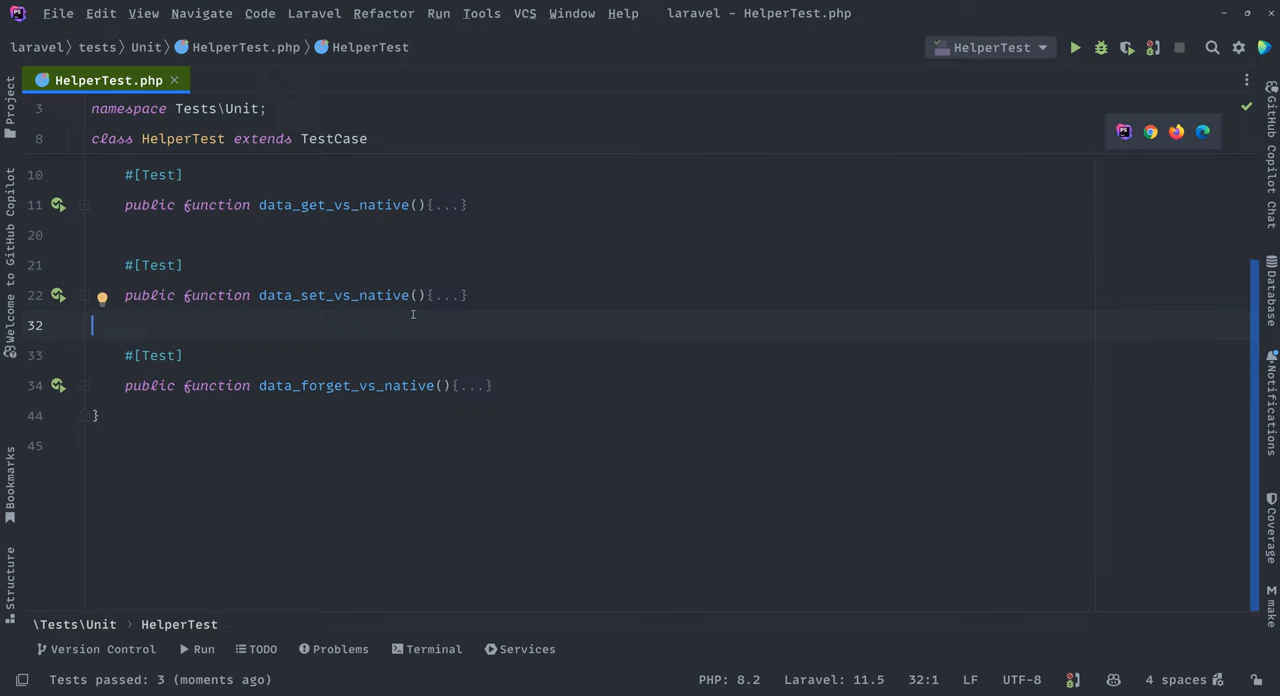 File Edit View Navigate Code Laravel Refactor Run Tools VCS Window Help laravel - HelperTest.php
laravel tests Unit HelperTest.php HelperTest
HelperTest
HelperTest.php
Project
Welcome to GitHub Copilot
Bookmarks
Structure
3 namespace Tests\Unit;
8 class HelperTest extends TestCase
10 #[Test]
11 public function data_get_vs_native(){...}
20
21 #[Test]
22 public function data_set_vs_native(){...}
32
33 #[Test]
34 public function data_forget_vs_native(){...}
44 }
45
GitHub Copilot Chat
Database
Notifications
Coverage
make
\Tests\Unit › HelperTest
Version Control Run TODO Problems Terminal Services
Tests passed: 3 (moments ago) PHP: 8.2 Laravel: 11.5 32:1 LF UTF-8 4 spaces